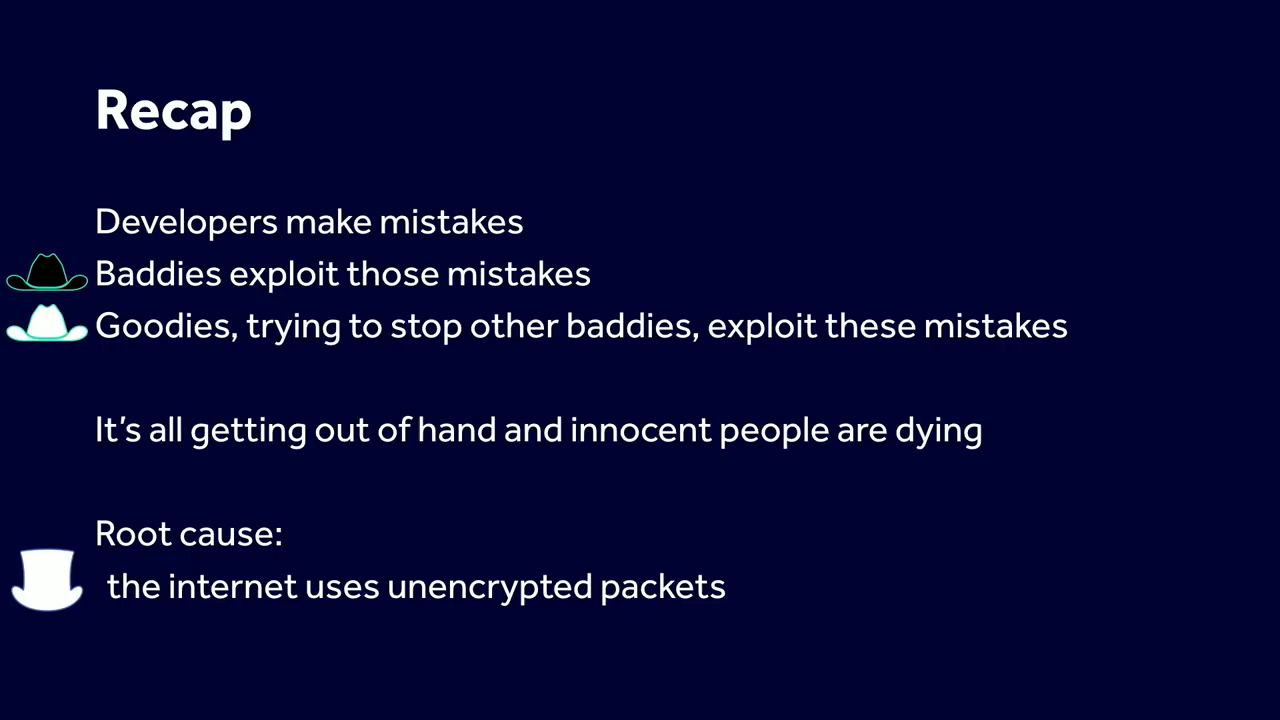 Recap
Developers make mistakes
Baddies exploit those mistakes
Goodies, trying to stop other baddies, exploit these mistakes
It’s all getting out of hand and innocent people are dying
Root cause:
the internet uses unencrypted packets